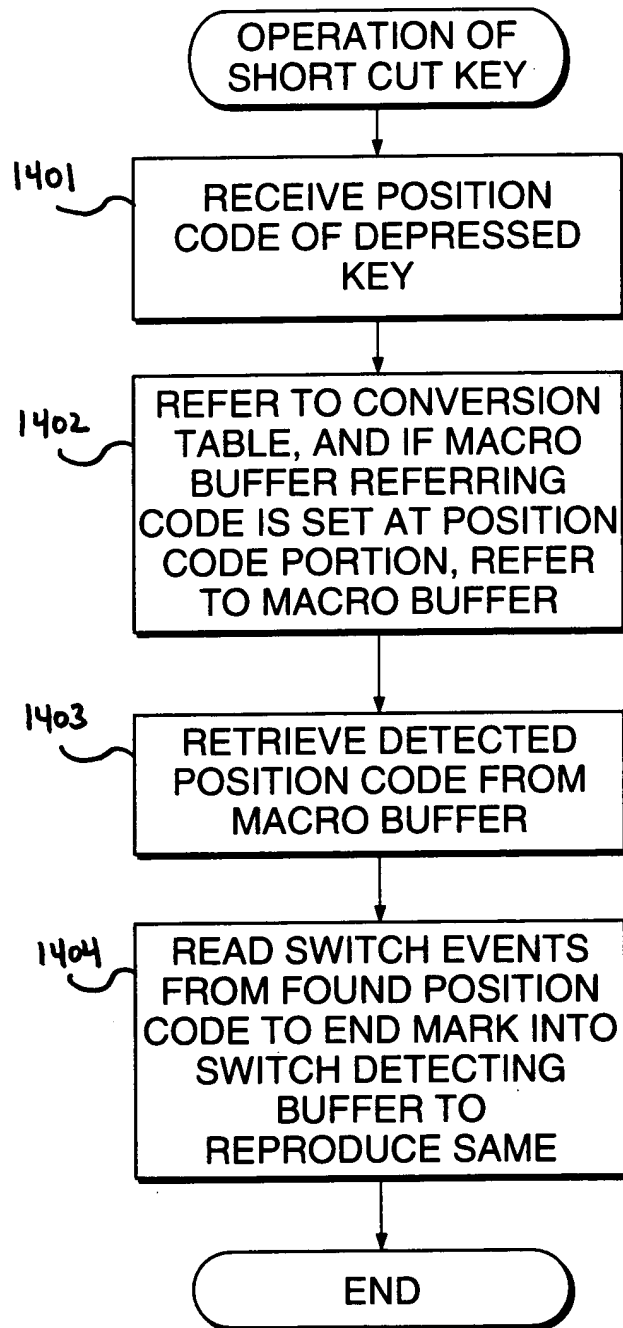 OPERATION OF
SHORT CUT KEY
1401
RECEIVE POSITION
CODE OF DEPRESSED
KEY
1402
REFER TO CONVERSION
TABLE, AND IF MACRO
BUFFER REFERRING
CODE IS SET AT POSITION
CODE PORTION, REFER
TO MACRO BUFFER
1403
RETRIEVE DETECTED
POSITION CODE FROM
MACRO BUFFER
1404
READ SWITCH EVENTS
FROM FOUND POSITION
CODE TO END MARK INTO
SWITCH DETECTING
BUFFER TO
REPRODUCE SAME
END